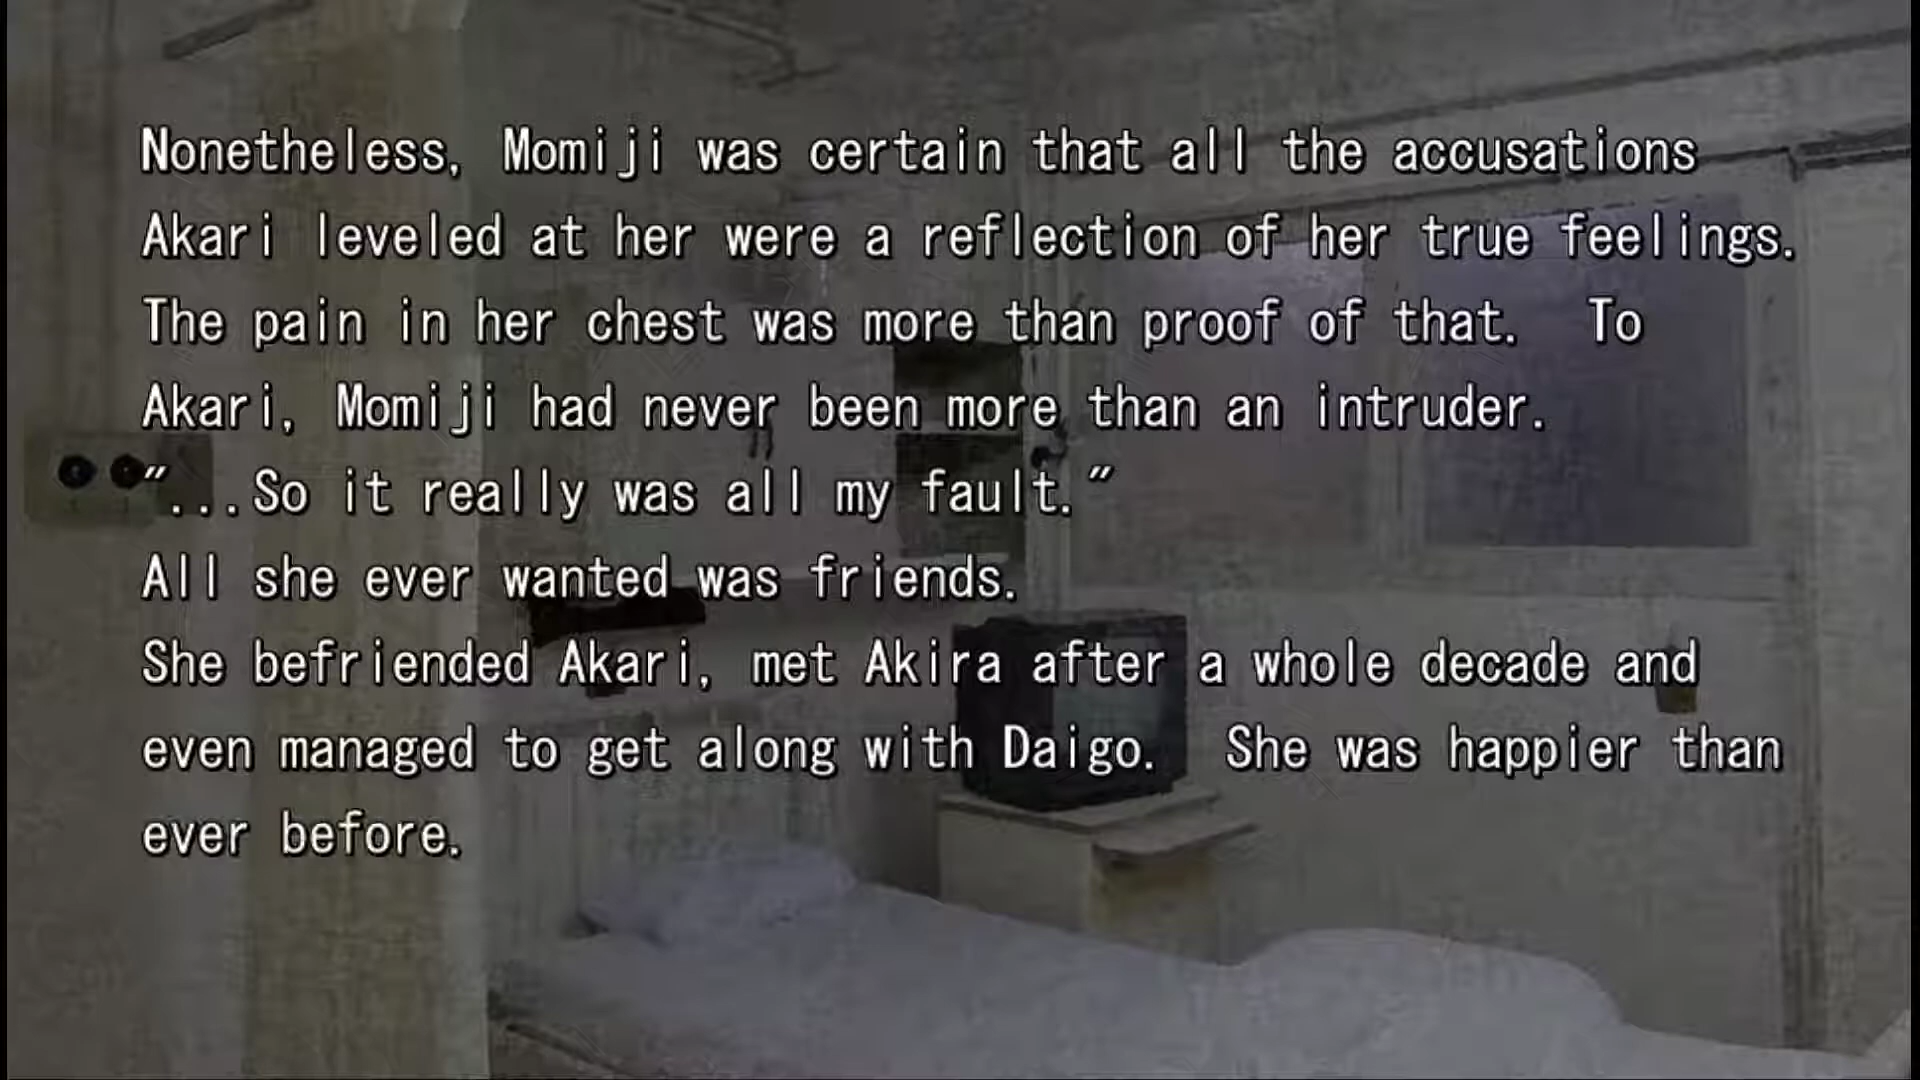 Nonetheless, Momiji was certain that all the accusations
Akari leveled at her were a reflection of her true feelings.
The pain in her chest was more than proof of that.  To
Akari, Momiji had never been more than an intruder.
"...So it really was all my fault."
All she ever wanted was friends.
She befriended Akari, met Akira after a whole decade and
even managed to get along with Daigo.  She was happier than
ever before.